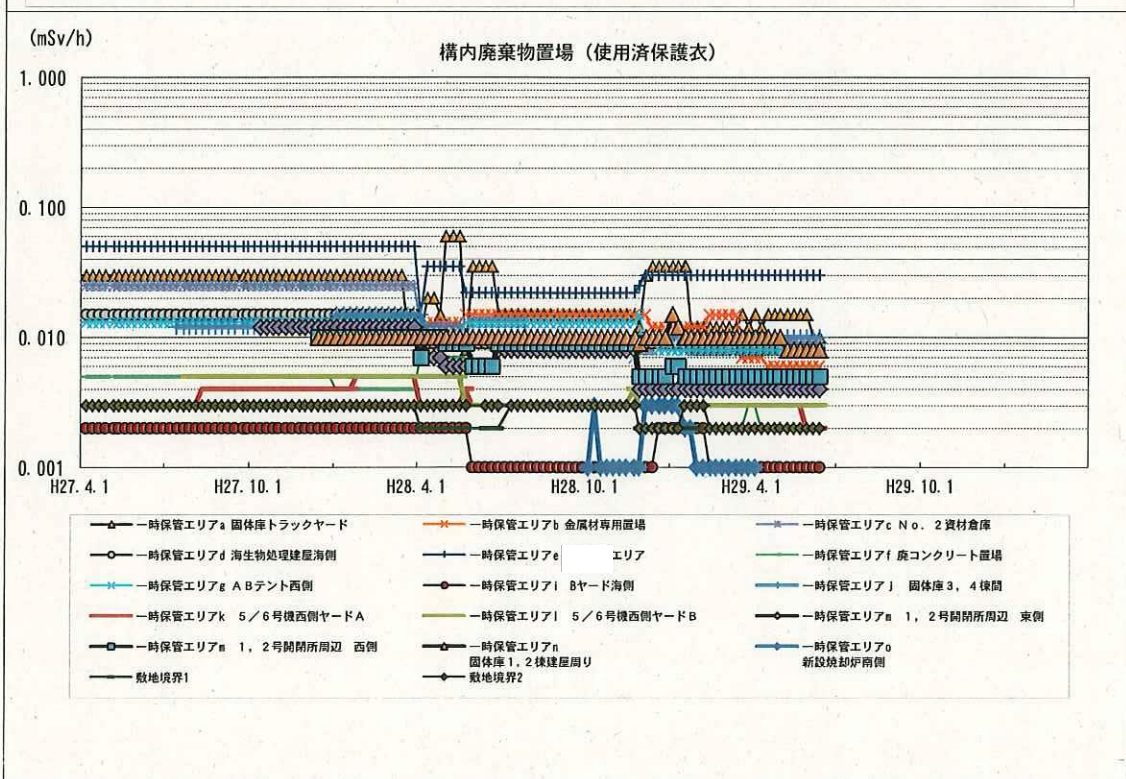 (mSv/h)
構内廃棄物置場（使用済保護衣）
1.000
0.100
0.010
0.001
H27.4.1 H27.10.1 H28.4.1 H28.10.1 H29.4.1 H29.10.1
一時保管エリアa 固体庫トラックヤード 一時保管エリアb 金属材専用置場 一時保管エリアc No．2資材倉庫
一時保管エリアd 海生物処理建屋海側 一時保管エリアe エリア 一時保管エリアf 廃コンクリート置場
一時保管エリアg ABテント西側 一時保管エリアi Bヤード海側 一時保管エリアj 固体庫3，4棟間
一時保管エリアk 5／6号機西側ヤードA 一時保管エリアl 5／6号機西側ヤードB 一時保管エリアm 1，2号開閉所周辺 東側
一時保管エリアm 1，2号開閉所周辺 西側 一時保管エリアn 一時保管エリアo
固体庫1，2棟建屋周り 新設焼却炉南側
敷地境界1 敷地境界2